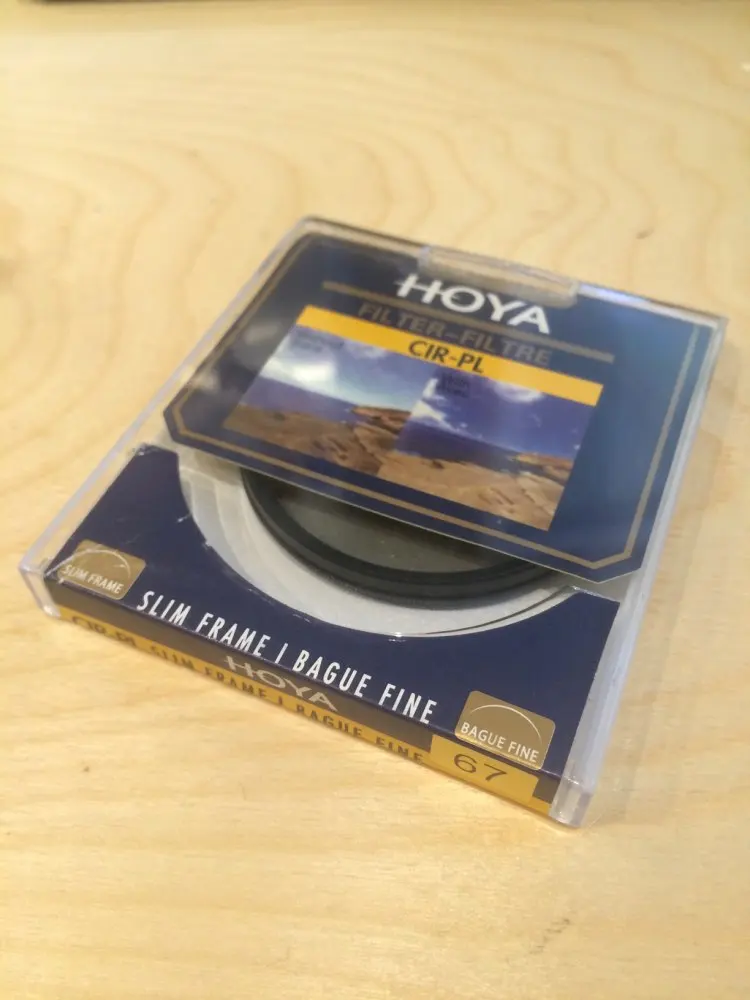 HOYA
FILTER-FILTRE
CIR-PL
SLIM FRAME
SLIM FRAME | BAGUE FINE
BAGUE FINE
HOYA
CIR-PL SLIM FRAME | BAGUE FINE
67